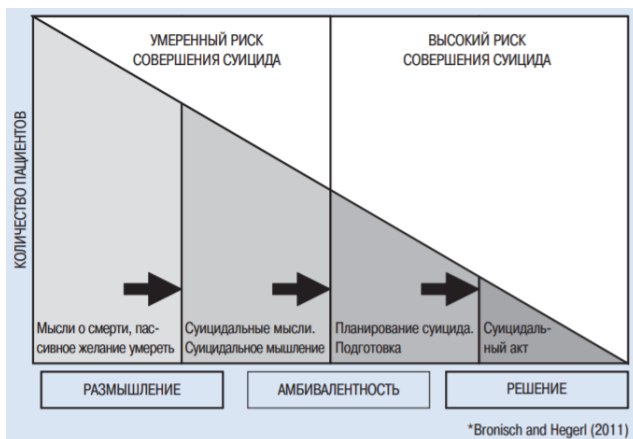 УМЕРЕННЫЙ РИСК
СОВЕРШЕНИЯ СУИЦИДА
ВЫСОКИЙ РИСК
СОВЕРШЕНИЯ СУИЦИДА
КОЛИЧЕСТВО ПАЦИЕНТОВ
Мысли о смерти, пас-
сивное желание умереть
Суицидальные мысли.
Суицидальное мышление
Планирование суицида.
Подготовка
Суицидаль-
ный акт
РАЗМЫШЛЕНИЕ
АМБИВАЛЕНТНОСТЬ
РЕШЕНИЕ
*Bronisch and Hegerl (2011)